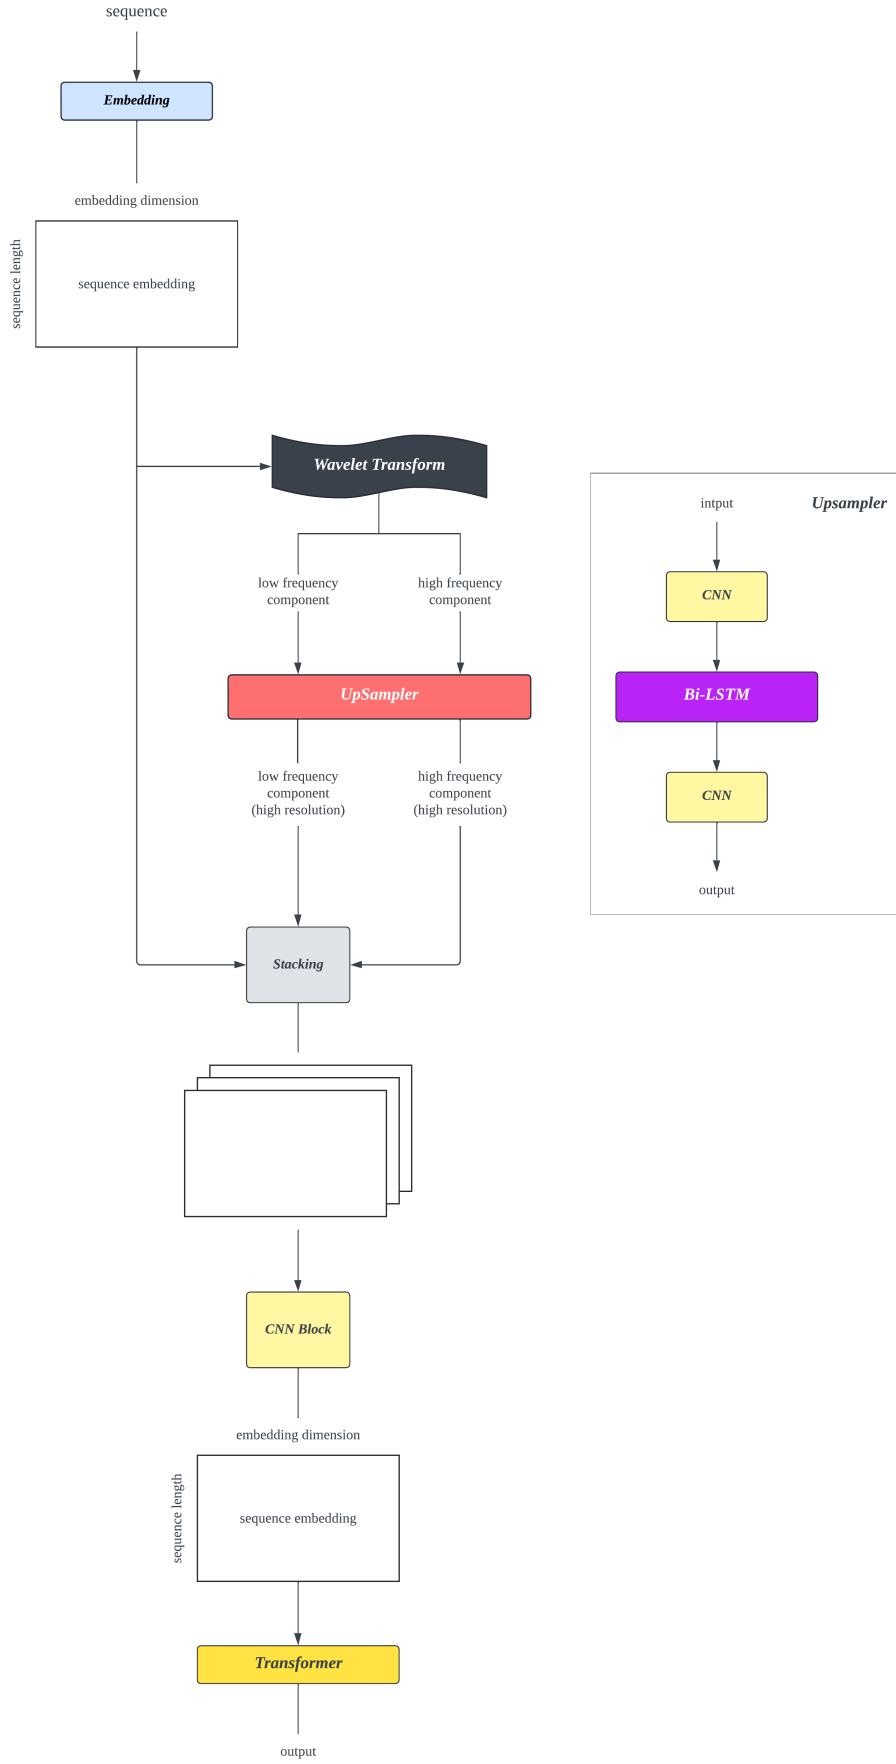 sequence
Embedding
embedding dimension
sequence length
sequence embedding
Wavelet Transform
low frequency
component
high frequency
component
UpSampler
low frequency
component
(high resolution)
high frequency
component
(high resolution)
Stacking
CNN Block
embedding dimension
sequence length
sequence embedding
Transformer
output
Upsampler
intput
CNN
Bi-LSTM
CNN
output